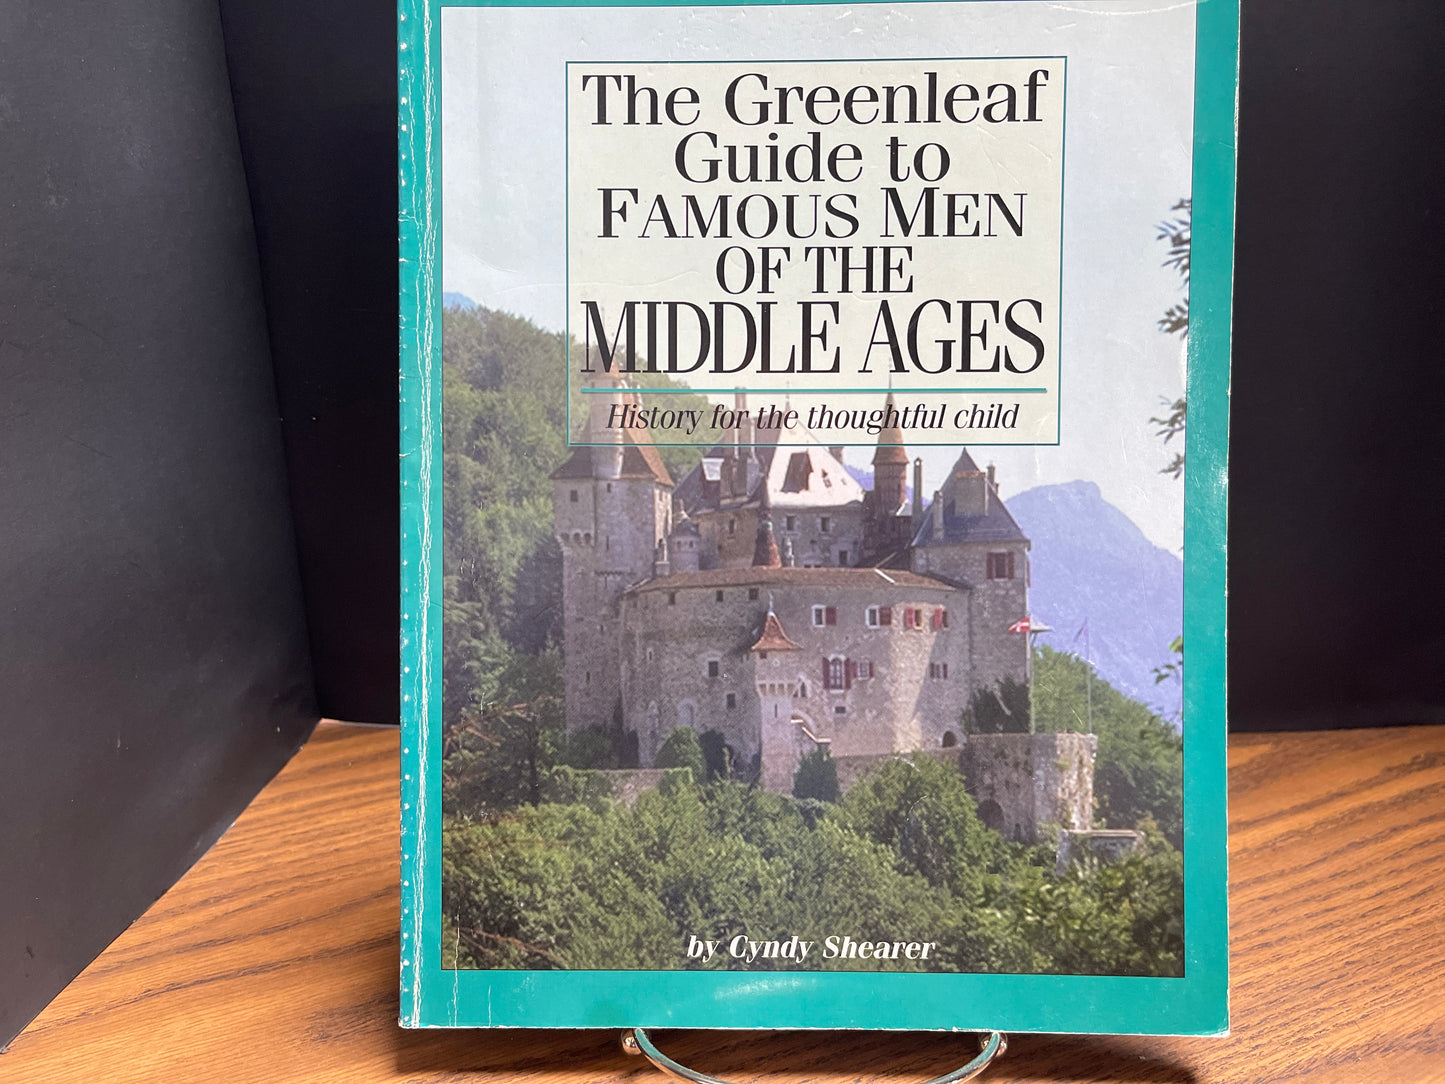 The Greenleaf
Guide to
FAMOUS MEN
OF THE
MIDDLE AGES
History for the thoughtful child
by Cyndy Shearer